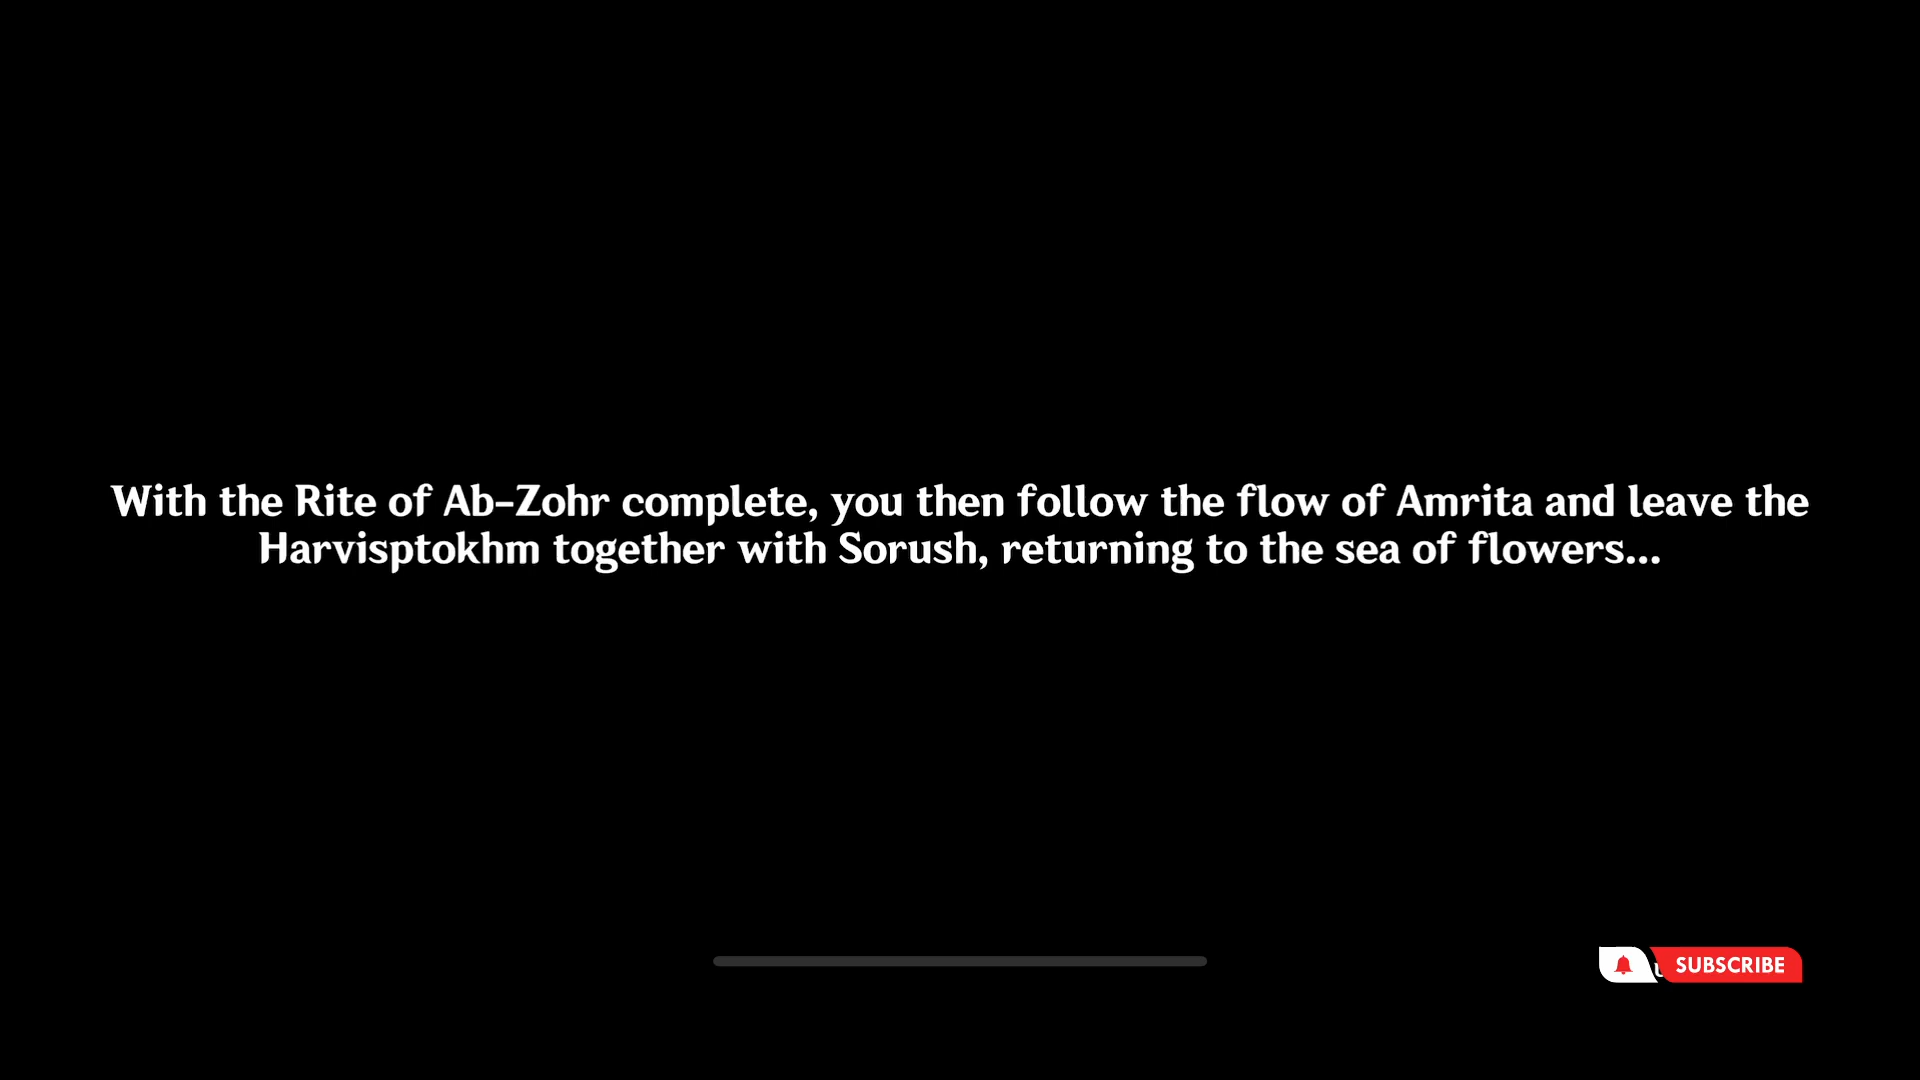 With the Rite of Ab-Zohr complete, you then follow the flow of Amrita and leave the
Harvisptokhm together with Sorush, returning to the sea of flowers...
SUBSCRIBE